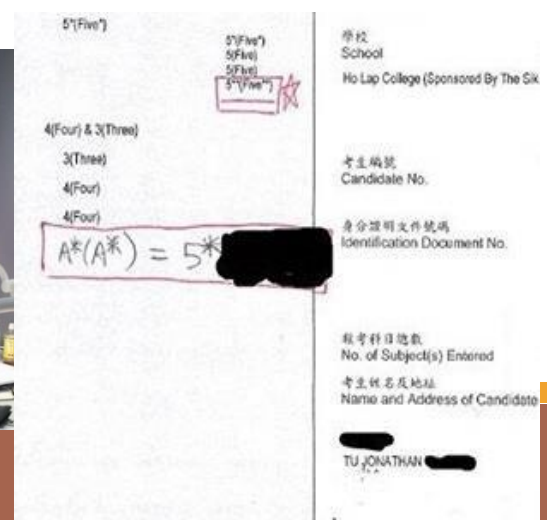 5*(Five*)
5*(Five*)
5(Five)
5(Five)
5**(Five**)
4(Four) & 3(Three)
3(Three)
4(Four)
4(Four)
A*(A*) = 5*
學校
School
Ho Lap College (Sponsored By The Sik
考生編號
Candidate No.
身分證明文件號碼
Identification Document No.
報考科目總數
No. of Subject(s) Entered
考生姓名及地址
Name and Address of Candidate
TU JONATHAN